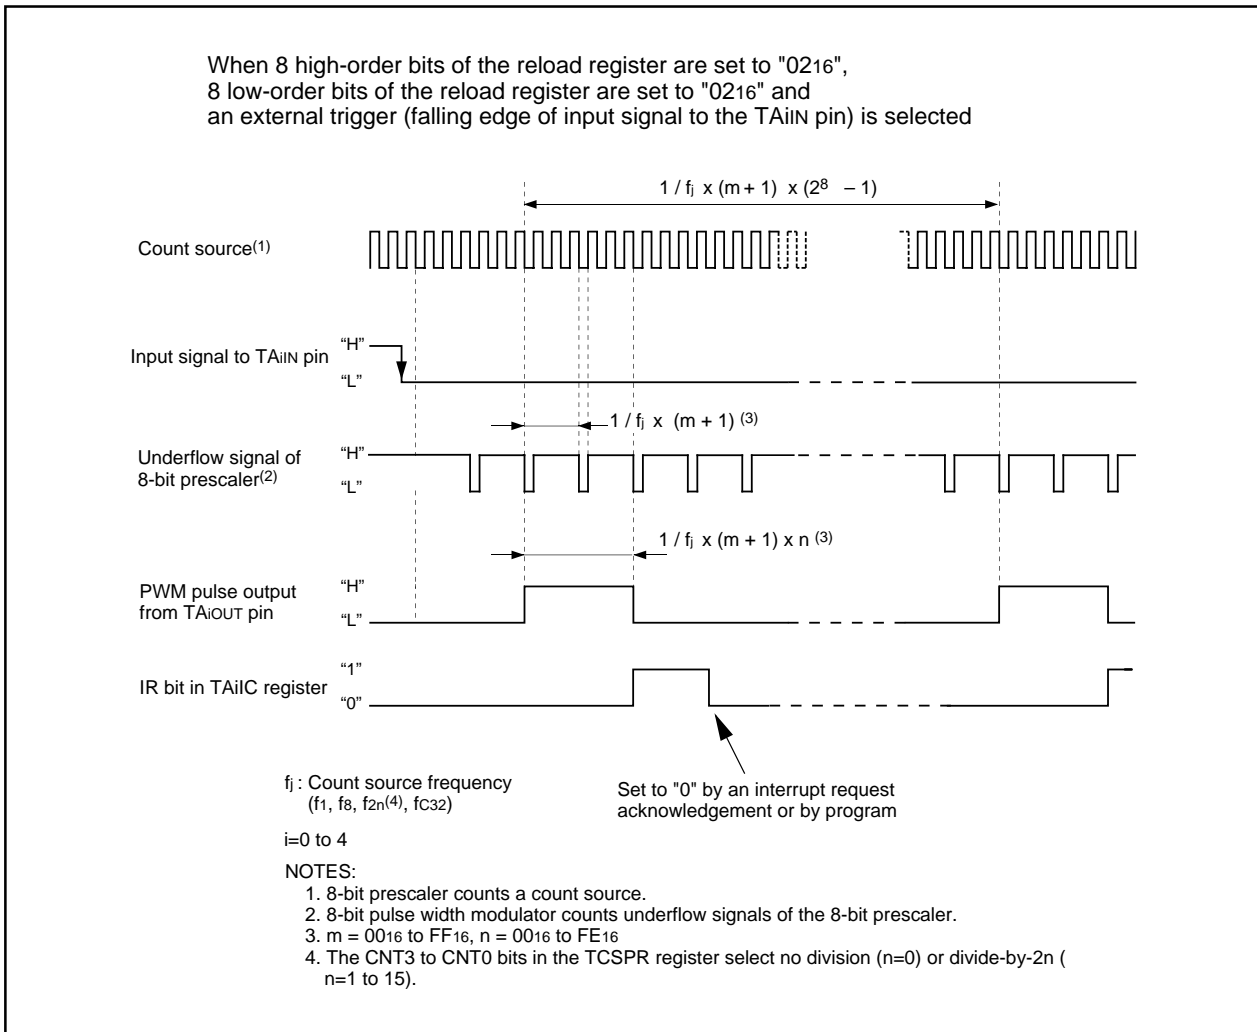 When 8 high-order bits of the reload register are set to "0216",
8 low-order bits of the reload register are set to "0216" and
an external trigger (falling edge of input signal to the TAiIN pin) is selected
1 / fj x (m + 1) x (2⁸ – 1)
Count source(1)
“H”
Input signal to TAiIN pin
“L”
1 / fj x (m + 1) (3)
Underflow signal of
8-bit prescaler(2)
“H”
“L”
1 / fj x (m + 1) x n (3)
PWM pulse output
from TAiOUT pin
“H”
“L”
“1”
IR bit in TAiIC register
“0”
fj : Count source frequency
(f1, f8, f2n(4), fC32)
Set to "0" by an interrupt request
acknowledgement or by program
i=0 to 4
NOTES:
1. 8-bit prescaler counts a count source.
2. 8-bit pulse width modulator counts underflow signals of the 8-bit prescaler.
3. m = 0016 to FF16, n = 0016 to FE16
4. The CNT3 to CNT0 bits in the TCSPR register select no division (n=0) or divide-by-2n (
n=1 to 15).